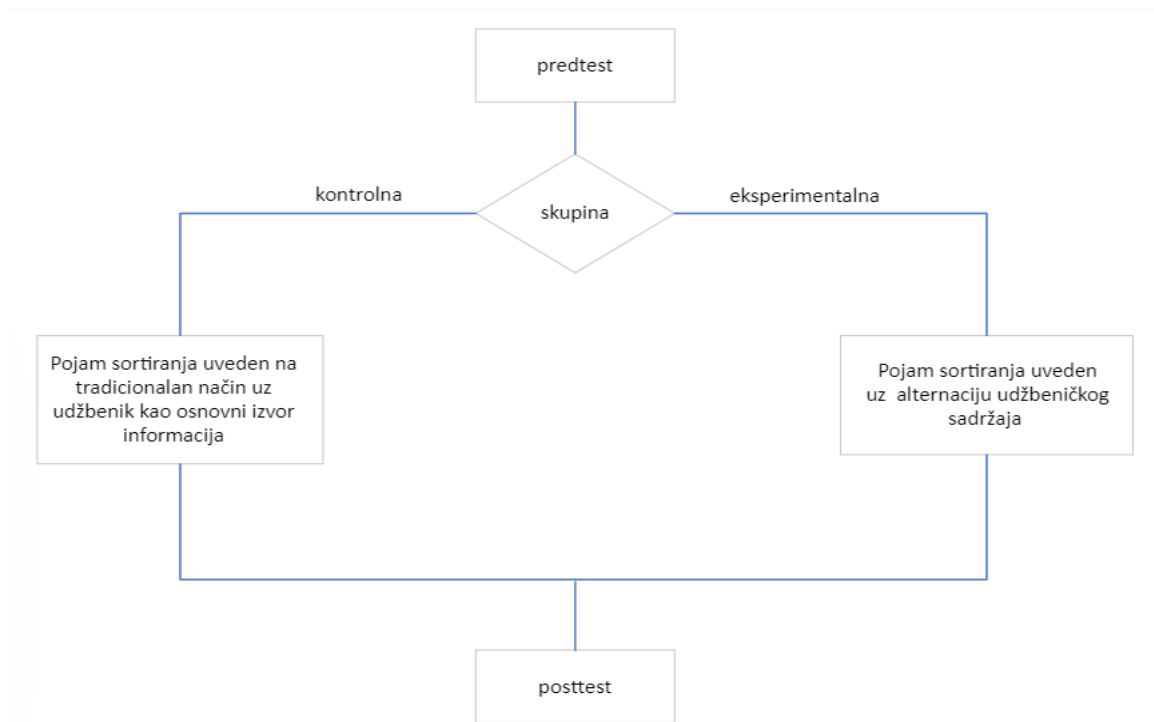 predtest
kontrolna
skupina
eksperimentalna
Pojam sortiranja uveden na
tradicionalan način uz
udžbenik kao osnovni izvor
informacija
Pojam sortiranja uveden
uz alternaciju udžbeničkog
sadržaja
posttest